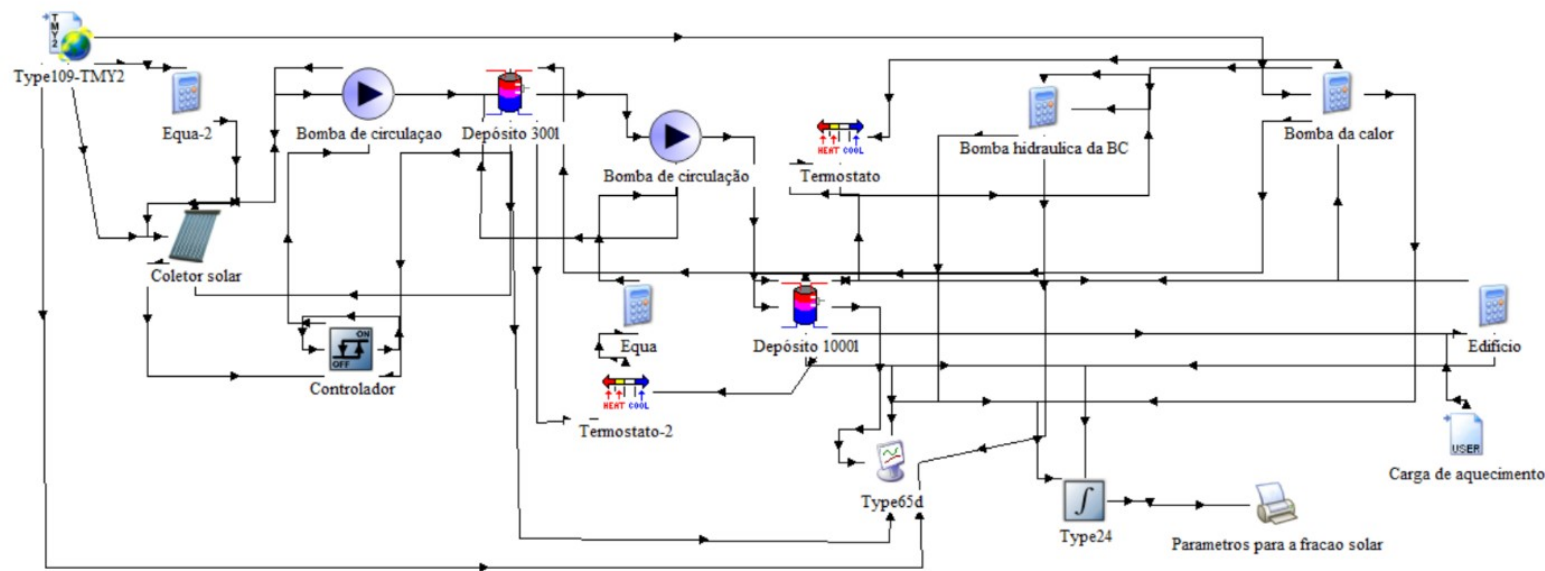 TMY2
Type109-TMY2
Equa-2
Bomba de circulaçao
Depósito 300l
Bomba de circulação
HEAT COOL
Termostato
Bomba hidraulica da BC
Bomba da calor
Coletor solar
ON
OFF
Controlador
Equa
HEAT COOL
Termostato-2
Depósito 1000l
Edifício
Type65d
USER
Carga de aquecimento
∫
Type24
Parametros para a fracao solar